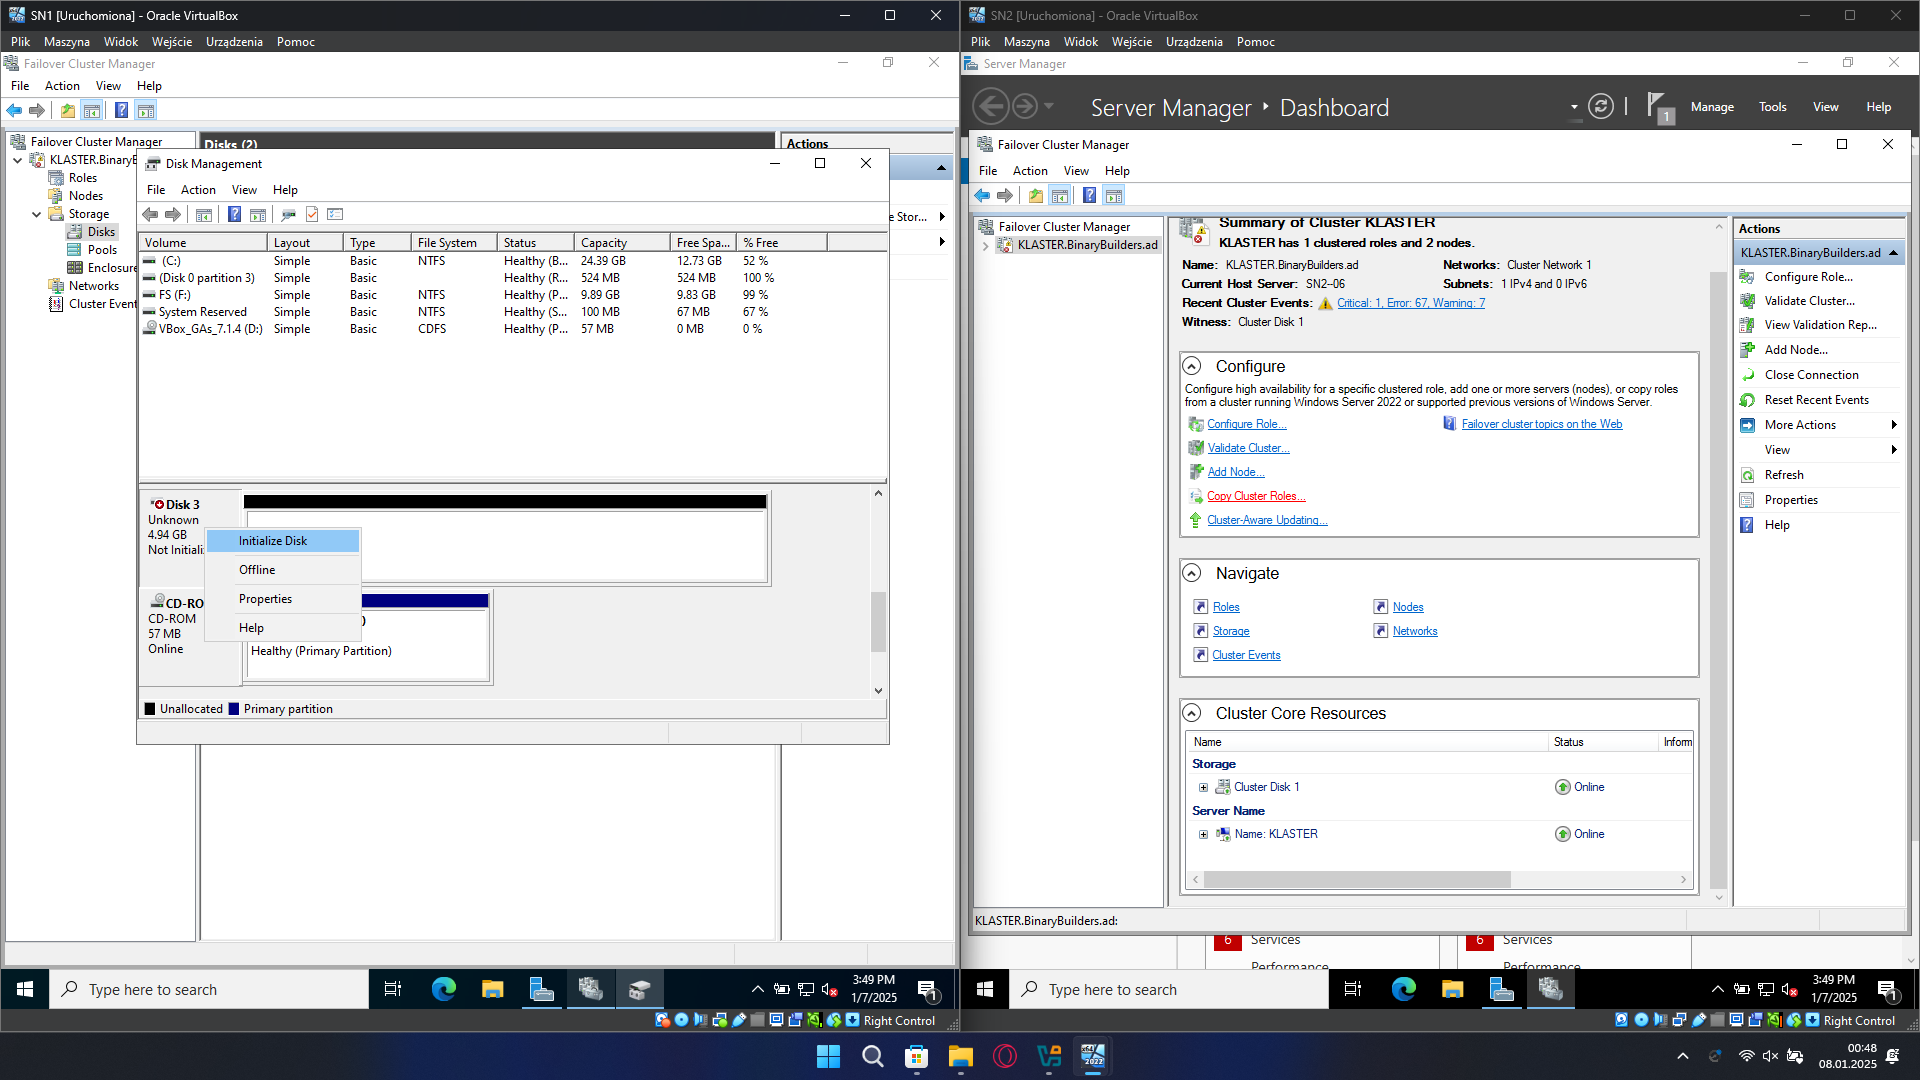 SN1 [Uruchomiona] - Oracle VirtualBox
Plik Maszyna Widok Wejście Urządzenia Pomoc
Failover Cluster Manager
File Action View Help
Failover Cluster Manager
KLASTER.BinaryB
Roles
Nodes
Storage
Disks
Pools
Enclosure
Networks
Cluster Event
Disks (2)
Actions
e Stor...
Disk Management
File Action View Help
Volume Layout Type File System Status Capacity Free Spa... % Free
(C:) Simple Basic NTFS Healthy (B... 24.39 GB 12.73 GB 52 %
(Disk 0 partition 3) Simple Basic Healthy (R... 524 MB 524 MB 100 %
FS (F:) Simple Basic NTFS Healthy (P... 9.89 GB 9.83 GB 99 %
System Reserved Simple Basic NTFS Healthy (S... 100 MB 67 MB 67 %
VBox_GAs_7.1.4 (D:) Simple Basic CDFS Healthy (P... 57 MB 0 MB 0 %
Disk 3
Unknown
4.94 GB
Not Initiali
Initialize Disk
Offline
Properties
Help
CD-RO
CD-ROM
57 MB
Online
)
Healthy (Primary Partition)
Unallocated Primary partition
Type here to search
3:49 PM
1/7/2025
1
Right Control
SN2 [Uruchomiona] - Oracle VirtualBox
Plik Maszyna Widok Wejście Urządzenia Pomoc
Server Manager
Server Manager Dashboard
1
Manage Tools View Help
Failover Cluster Manager
File Action View Help
Failover Cluster Manager
KLASTER.BinaryBuilders.ad
Summary of Cluster KLASTER
KLASTER has 1 clustered roles and 2 nodes.
Name: KLASTER.BinaryBuilders.ad Networks: Cluster Network 1
Current Host Server: SN2--06 Subnets: 1 IPv4 and 0 IPv6
Recent Cluster Events: Critical: 1, Error: 67, Warning: 7
Witness: Cluster Disk 1
Configure
Configure high availability for a specific clustered role, add one or more servers (nodes), or copy roles
from a cluster running Windows Server 2022 or supported previous versions of Windows Server.
Configure Role... Failover cluster topics on the Web
Validate Cluster...
Add Node...
Copy Cluster Roles...
Cluster-Aware Updating...
Navigate
Roles Nodes
Storage Networks
Cluster Events
Cluster Core Resources
Name Status Inform
Storage
Cluster Disk 1 Online
Server Name
Name: KLASTER Online
Actions
KLASTER.BinaryBuilders.ad
Configure Role...
Validate Cluster...
View Validation Rep...
Add Node...
Close Connection
Reset Recent Events
More Actions
View
Refresh
Properties
Help
KLASTER.BinaryBuilders.ad:
6 Services
Performance
6 Services
Performance
Type here to search
3:49 PM
1/7/2025
1
Right Control
00:48
08.01.2025